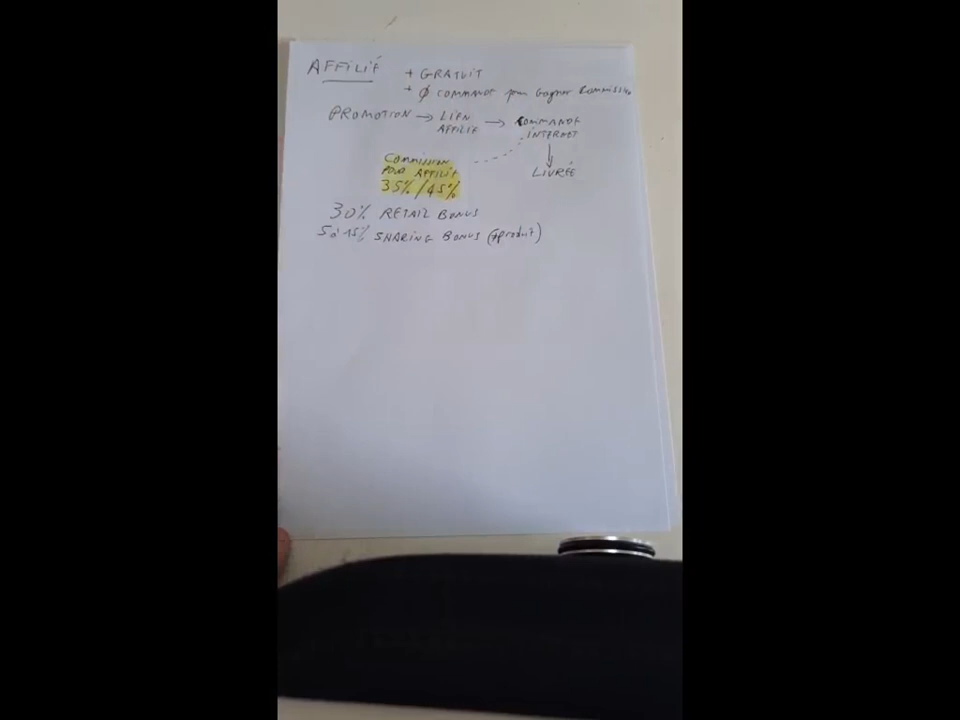 AFFILIÉ
+ GRATUIT
+ Ø COMMANDE pour Gagner Commission
PROMOTION → LIEN AFFILIÉ → COMMANDE INTERNET
↓
LIVRÉE
COMMISSION
POUR AFFILIÉ
35% / 45%
30% RETAIL BONUS
5 à 15% SHARING BONUS (produit)